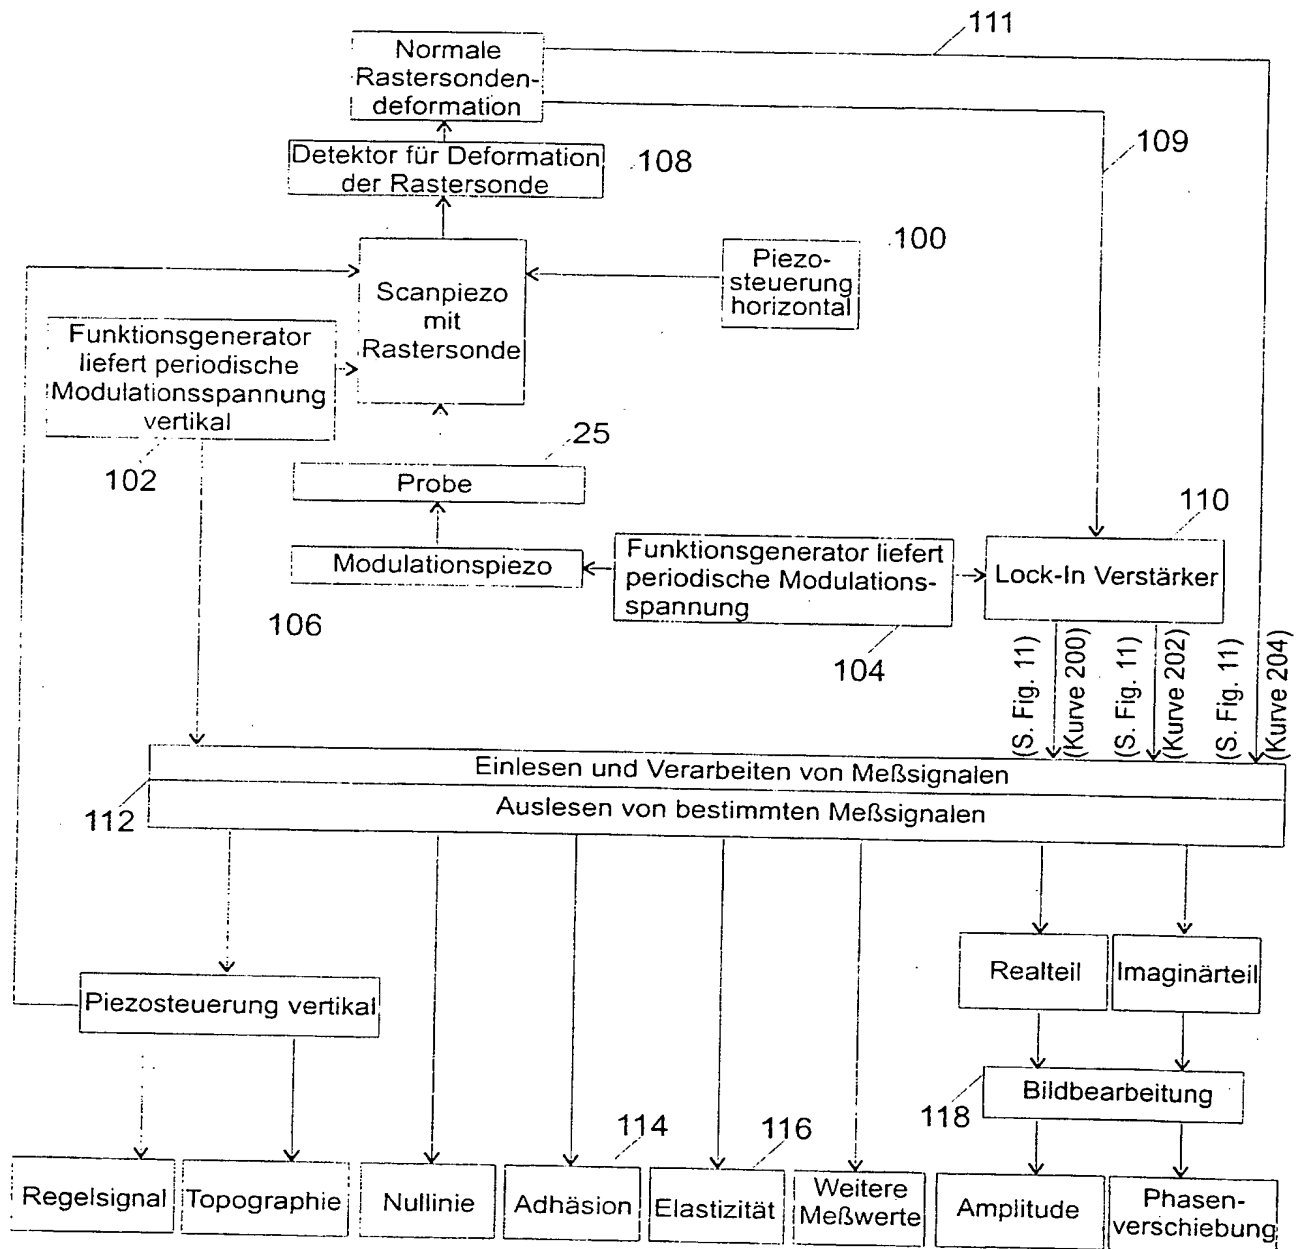 111
Normale
Rastersonden-
deformation
109
Detektor für Deformation
der Rastersonde
108
100
Piezo-
steuerung
horizontal
Scanpiezo
mit
Rastersonde
Funktionsgenerator
liefert periodische
Modulationsspannung
vertikal
102
25
Probe
110
Modulationspiezo
106
Funktionsgenerator liefert
periodische Modulations-
spannung
104
Lock-In Verstärker
(S. Fig. 11)
(Kurve 200)
(S. Fig. 11)
(Kurve 202)
(S. Fig. 11)
(Kurve 204)
Einlesen und Verarbeiten von Meßsignalen
Auslesen von bestimmten Meßsignalen
112
Piezosteuerung vertikal
Realteil
Imaginärteil
Bildbearbeitung
118
114
116
Regelsignal
Topographie
Nullinie
Adhäsion
Elastizität
Weitere
Meßwerte
Amplitude
Phasen-
verschiebung